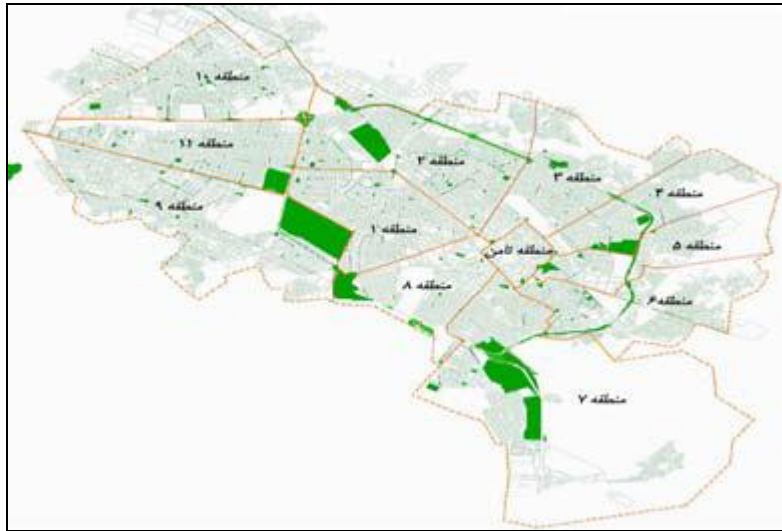 منطقه ۱۰
منطقه ۱۱
منطقه ۹
منطقه ۲
منطقه ۱
منطقه ۳
منطقه ۴
منطقه ۵
منطقه ثامن
منطقه ۸
منطقه ۶
منطقه ۷